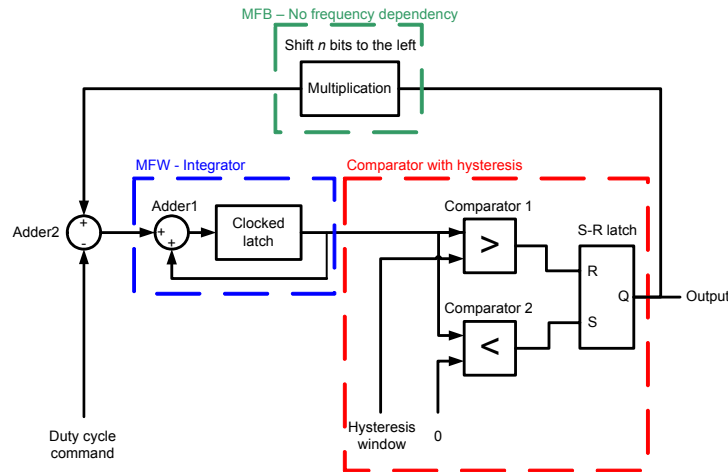 MFB – No frequency dependency
Shift n bits to the left
Multiplication
MFW - Integrator
Comparator with hysteresis
Adder1
Clocked
latch
Comparator 1
S-R latch
Adder2
+
-
+
+
>
R
Q
Output
Comparator 2
S
<
Hysteresis
window
0
Duty cycle
command